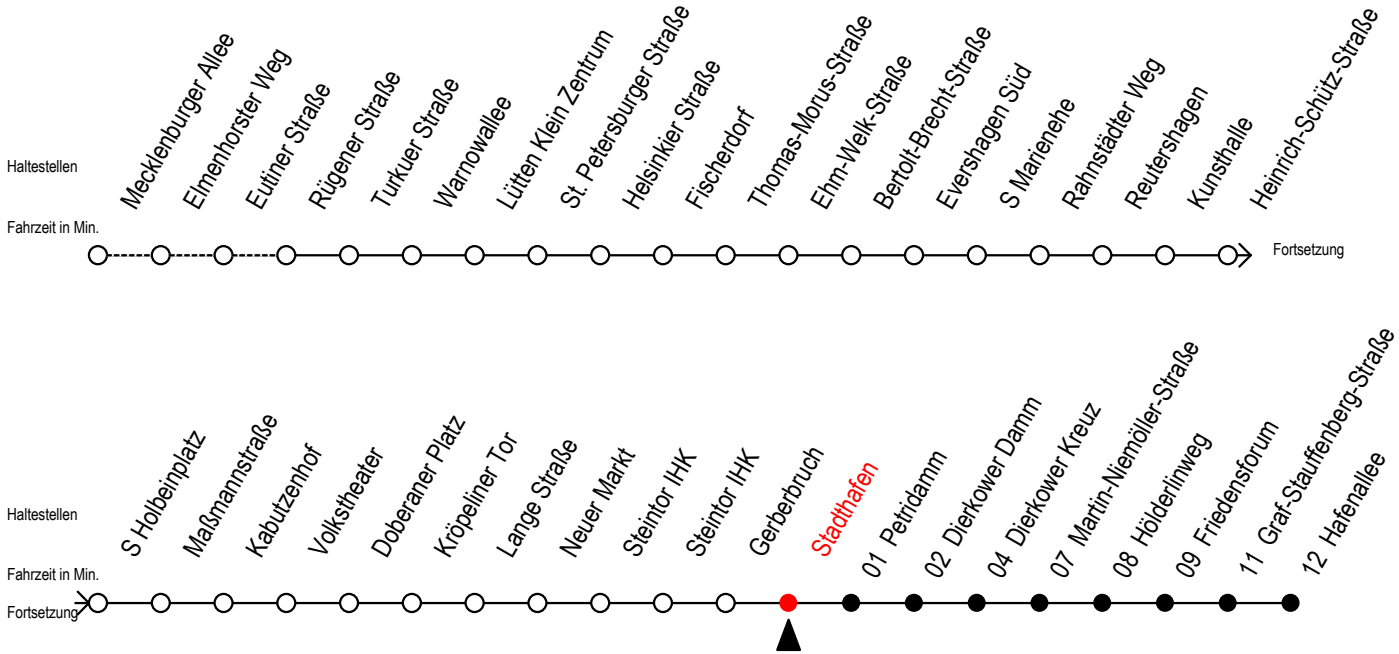 Haltestellen
Mecklenburger Allee
Elmenhorster Weg
Eutiner Straße
Rügener Straße
Turkuer Straße
Warnowallee
Lütten Klein Zentrum
St. Petersburger Straße
Helsinkier Straße
Fischerdorf
Thomas-Morus-Straße
Ehm-Welk-Straße
Bertolt-Brecht-Straße
Evershagen Süd
S Marienehe
Rahnstädter Weg
Reutershagen
Kunsthalle
Heinrich-Schütz-Straße
Fahrzeit in Min.
Fortsetzung
Haltestellen
S Holbeinplatz
Maßmannstraße
Kabutzenhof
Volkstheater
Doberaner Platz
Kröpeliner Tor
Lange Straße
Neuer Markt
Steintor IHK
Steintor IHK
Gerberbruch
Stadthafen
01 Petridamm
02 Dierkower Damm
04 Dierkower Kreuz
07 Martin-Niemöller-Straße
08 Hölderlinweg
09 Friedensforum
11 Graf-Stauffenberg-Straße
12 Hafenallee
Fahrzeit in Min.
Fortsetzung